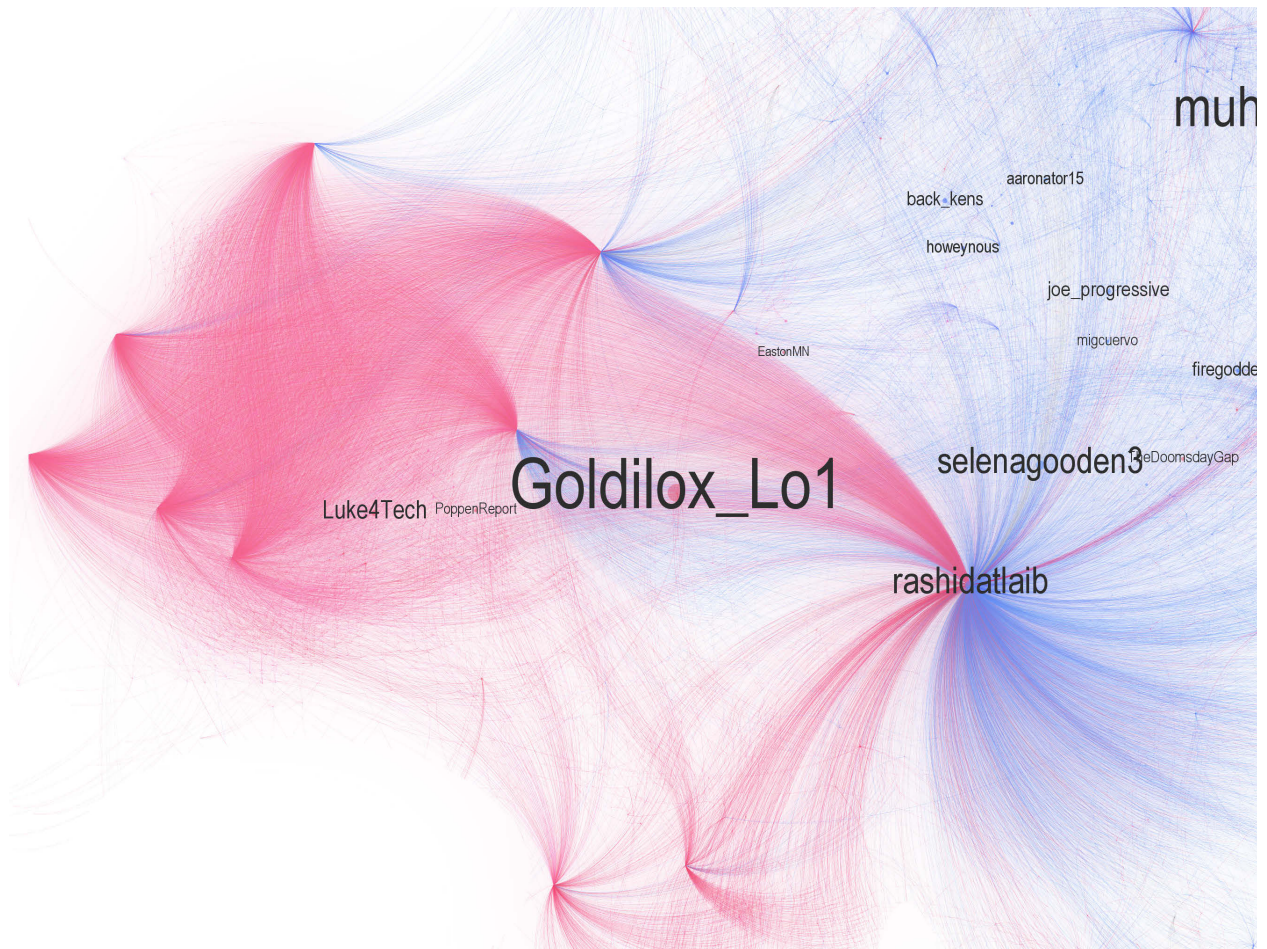 muh
aaronator15
back_kens
howeynous
joe_progressive
migcuervo
EastonMN
firegodde
selenagooden3
TheDoomsdayGap
Goldilox_Lo1
Luke4Tech
PoppenReport
rashidatlaib